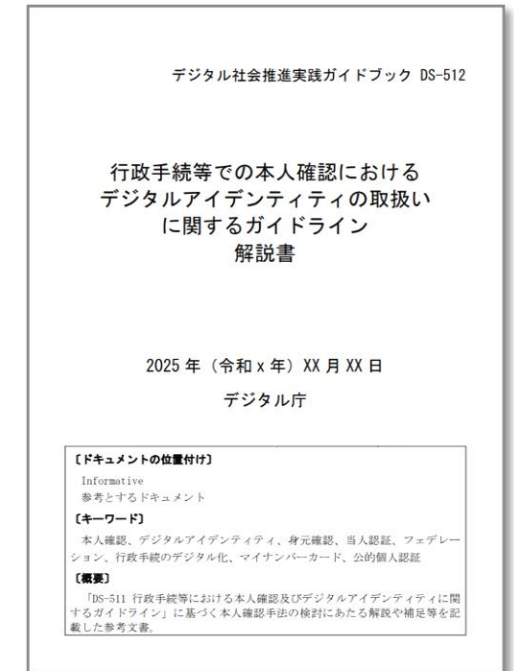 デジタル社会推進実践ガイドブック DS-512
行政手続等での本人確認における
デジタルアイデンティティの取扱い
に関するガイドライン
解説書
2025 年（令和 x 年）XX 月 XX 日
デジタル庁
〔ドキュメントの位置付け〕
Informative
参考とするドキュメント
〔キーワード〕
本人確認、デジタルアイデンティティ、身元確認、当人認証、フェデレー
ション、行政手続のデジタル化、マイナンバーカード、公的個人認証
〔概要〕
「DS-511 行政手続等における本人確認及びデジタルアイデンティティに関
するガイドライン」に基づく本人確認手法の検討にあたる解説や補足等を記
載した参考文書。